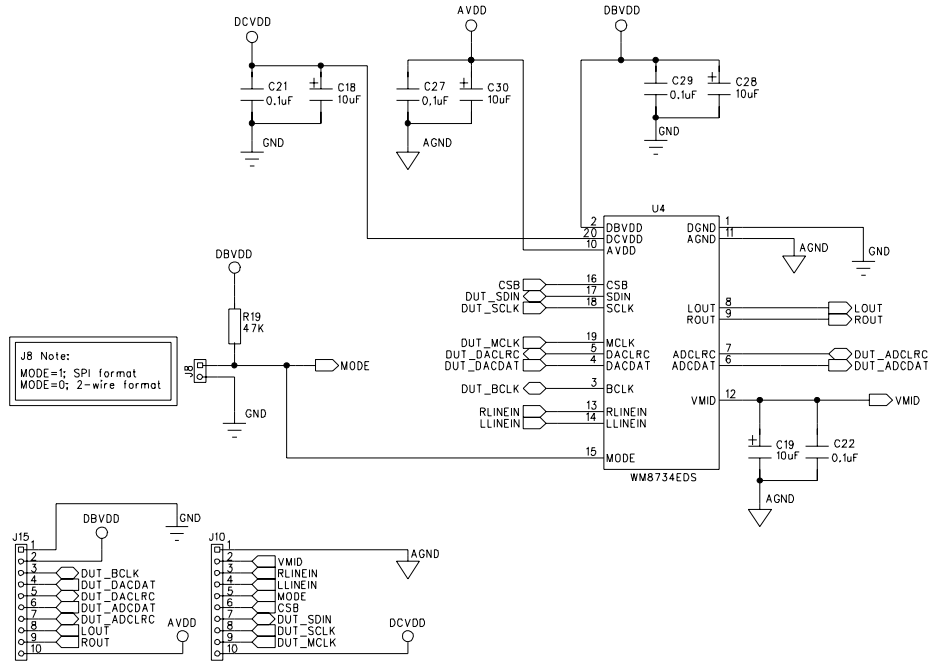 DCVDD
AVDD
DBVDD
C21
0.1uF
+
C18
10uF
C27
0.1uF
+
C30
10uF
C29
0.1uF
+
C28
10uF
GND
AGND
GND
U4
2 DBVDD
20 DCVDD
10 AVDD
DGND 1
AGND 11
AGND
GND
CSB 16 CSB
DUT_SDIN 17 SDIN
DUT_SCLK 18 SCLK
LOUT 8 LOUT
ROUT 9 ROUT
DUT_MCLK 19 MCLK
DUT_DACLRC 5 DACLRC
DUT_DACDAT 4 DACDAT
ADCLRC 7 DUT_ADCLRC
ADCDAT 6 DUT_ADCDAT
DUT_BCLK 3 BCLK
VMID 12 VMID
RLINEIN 13 RLINEIN
LLINEIN 14 LLINEIN
15 MODE
WM8734EDS
+
C19
10uF
C22
0.1uF
AGND
DBVDD
R19
47K
J8 Note:
MODE=1; SPI format
MODE=0; 2-wire format
J8
MODE
GND
J15
GND
DBVDD
1
2
3 DUT_BCLK
4 DUT_DACDAT
5 DUT_DACLRC
6 DUT_ADCDAT
7 DUT_ADCLRC
8 LOUT
9 ROUT
10
AVDD
J10
AGND
1
2 VMID
3 RLINEIN
4 LLINEIN
5 MODE
6 CSB
7 DUT_SDIN
8 DUT_SCLK
9 DUT_MCLK
10
DCVDD